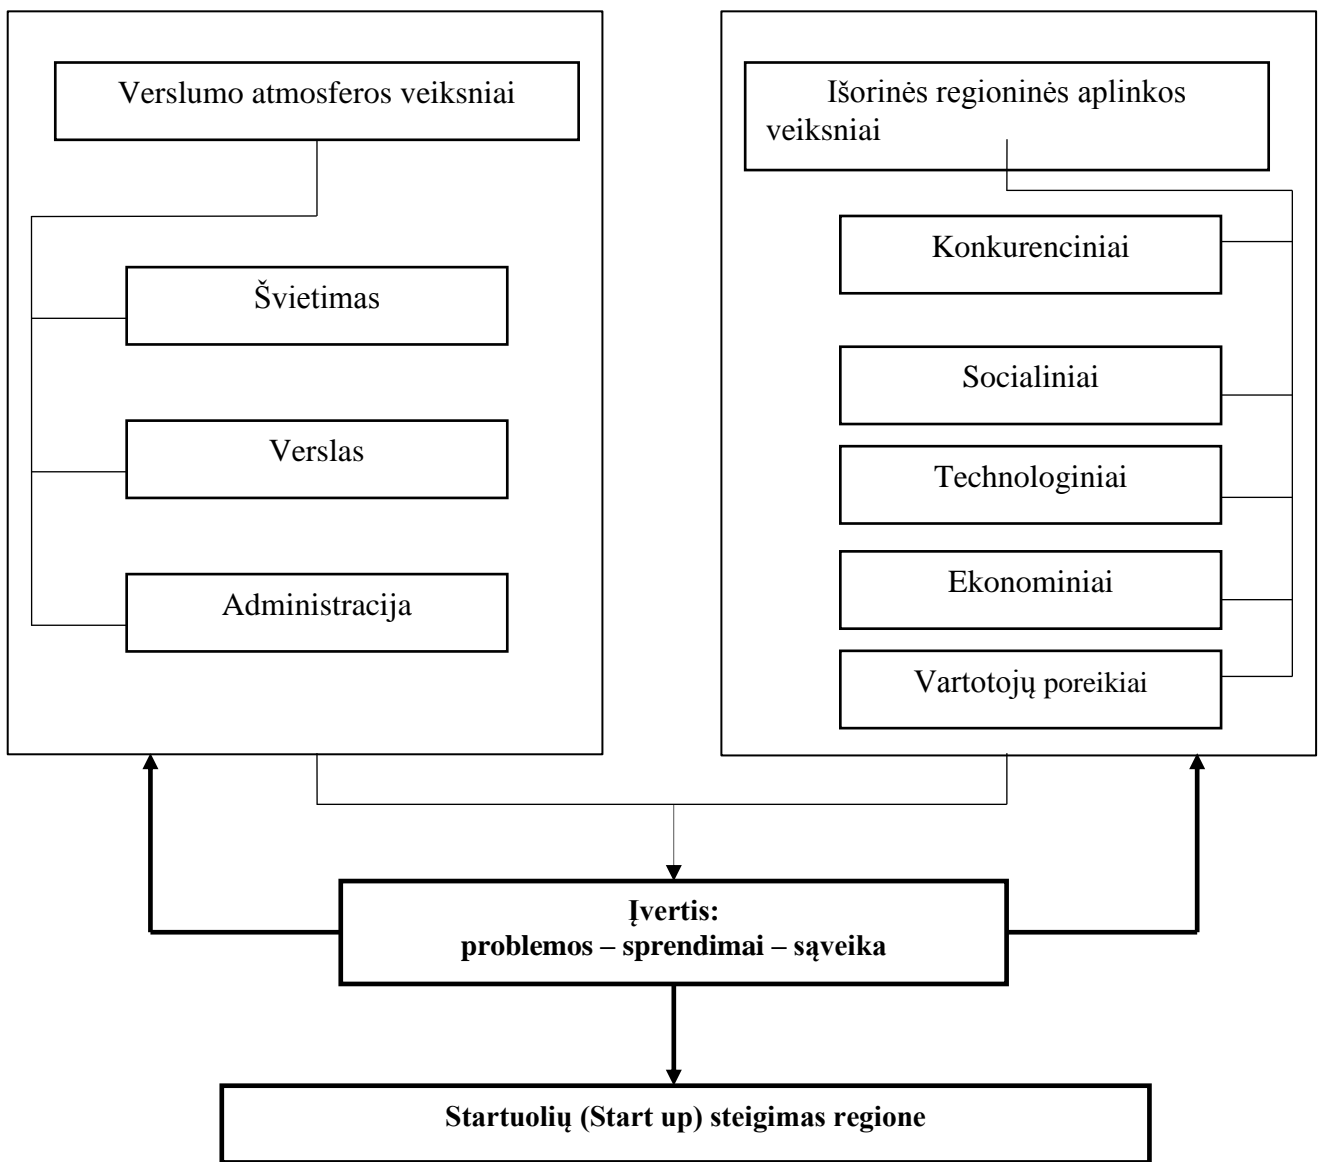 Verslumo atmosferos veiksniai
Švietimas
Verslas
Administracija
Išorinės regioninės aplinkos
veiksniai
Konkurenciniai
Socialiniai
Technologiniai
Ekonominiai
Vartotojų poreikiai
Įvertis:
problemos – sprendimai – sąveika
Startuolių (Start up) steigimas regione